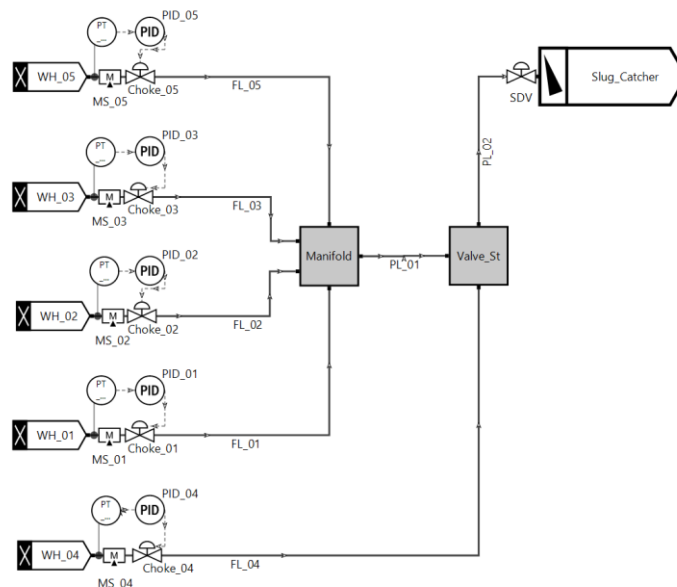 PT
_...
PID
PID_05
WH_05
M
MS_05
Choke_05
FL_05
SDV
Slug_Catcher
PL_02
PT
_...
PID
PID_03
WH_03
M
MS_03
Choke_03
FL_03
Manifold
PL_01
Valve_St
PT
_...
PID
PID_02
WH_02
M
MS_02
Choke_02
FL_02
PT
_...
PID
PID_01
WH_01
M
MS_01
Choke_01
FL_01
PT
_...
PID
PID_04
WH_04
M
MS_04
Choke_04
FL_04